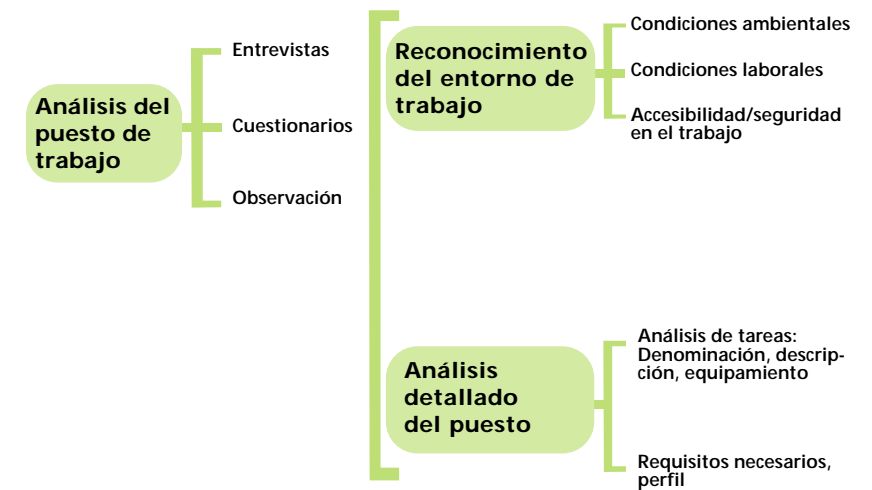 Análisis del
puesto de
trabajo
Entrevistas
Cuestionarios
Observación
Reconocimiento
del entorno de
trabajo
Condiciones ambientales
Condiciones laborales
Accesibilidad/seguridad
en el trabajo
Análisis
detallado
del puesto
Análisis de tareas:
Denominación, descrip-
ción, equipamiento
Requisitos necesarios,
perfil